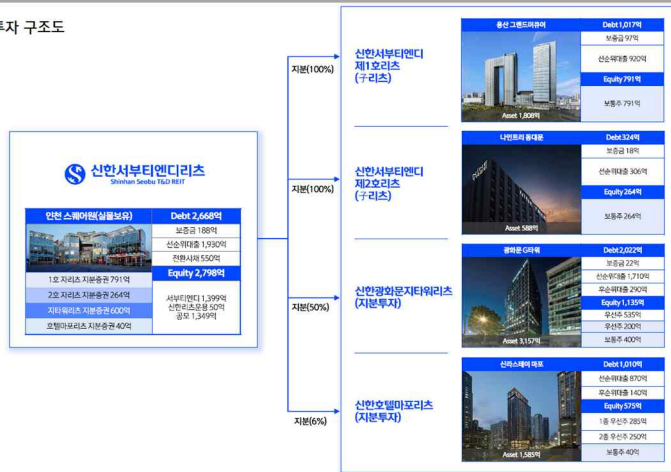 투자 구조도
신한서부티엔디리츠
Shinhan Seobu T&D REIT
인천 스퀘어원(실물보유)
1호 자리츠 지분증권 791억
2호 자리츠 지분증권 264억
지타워리츠 지분증권 600억
호텔마포리츠 지분증권 40억
Debt 2,668억
보증금 188억
선순위대출 1,930억
전환사채 550억
Equity 2,798억
서부티엔디 1,399억
신한리츠운용 50억
공모 1,349억
지분(100%)
신한서부티엔디
제1호리츠
(子리츠)
용산 그랜드머큐어
Asset 1,808억
Debt 1,017억
보증금 97억
선순위대출 920억
Equity 791억
보통주 791억
지분(100%)
신한서부티엔디
제2호리츠
(子리츠)
나인트리 동대문
Asset 588억
Debt 324억
보증금 18억
선순위대출 306억
Equity 264억
보통주 264억
지분(50%)
신한광화문지타워리츠
(지분투자)
광화문 G타워
Asset 3,157억
Debt 2,022억
보증금 22억
선순위대출 1,710억
후순위대출 290억
Equity 1,135억
우선주 535억
우선주 200억
보통주 400억
지분(6%)
신한호텔마포리츠
(지분투자)
신라스테이 마포
Asset 1,585억
Debt 1,010억
선순위대출 870억
후순위대출 140억
Equity 575억
1종 우선주 285억
2종 우선주 250억
보통주 40억